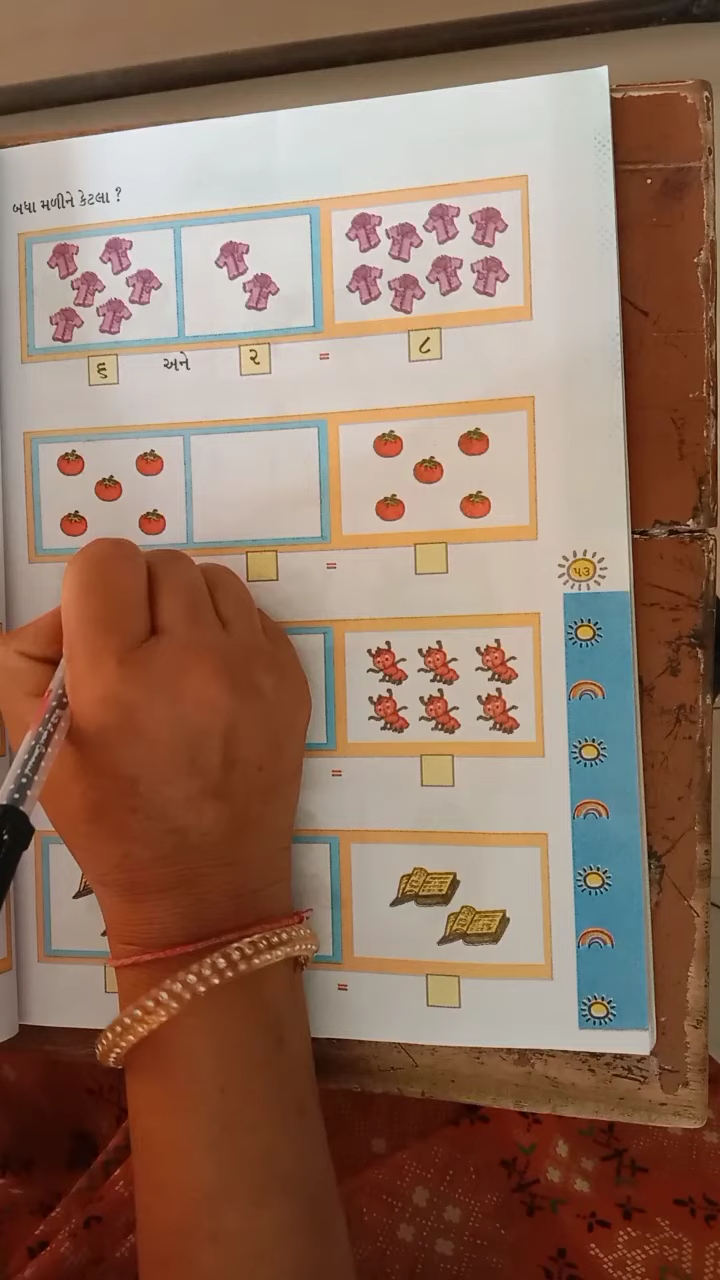 બધા મળીને કેટલા ?
૬ અને ૨ = ૮
=
૫૩
=
=